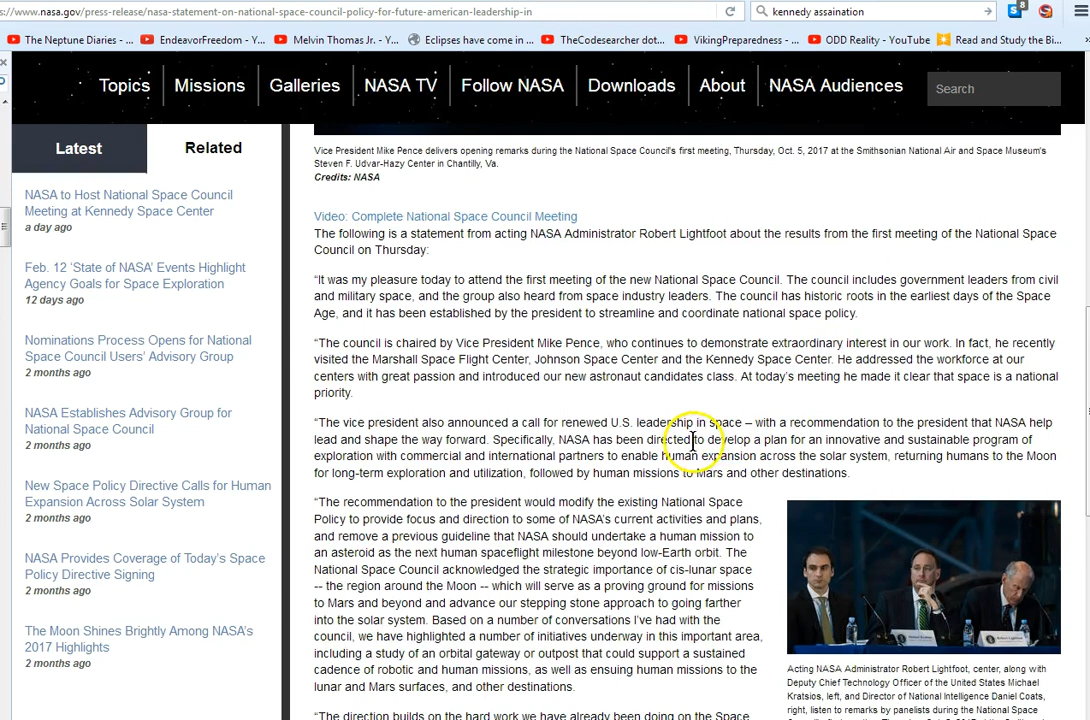 s://www.nasa.gov/press-release/nasa-statement-on-national-space-council-policy-for-future-american-leadership-in
kennedy assaination
8
The Neptune Diaries - ...
EndeavorFreedom - Y...
Melvin Thomas Jr. - Y...
Eclipses have come in ...
TheCodesearcher dot...
VikingPreparedness - ...
ODD Reality - YouTube
Read and Study the Bi...
Topics
Missions
Galleries
NASA TV
Follow NASA
Downloads
About
NASA Audiences
Search
Latest
Related
NASA to Host National Space Council
Meeting at Kennedy Space Center
a day ago
Feb. 12 'State of NASA' Events Highlight
Agency Goals for Space Exploration
12 days ago
Nominations Process Opens for National
Space Council Users' Advisory Group
2 months ago
NASA Establishes Advisory Group for
National Space Council
2 months ago
New Space Policy Directive Calls for Human
Expansion Across Solar System
2 months ago
NASA Provides Coverage of Today's Space
Policy Directive Signing
2 months ago
The Moon Shines Brightly Among NASA's
2017 Highlights
2 months ago
Vice President Mike Pence delivers opening remarks during the National Space Council's first meeting, Thursday, Oct. 5, 2017 at the Smithsonian National Air and Space Museum's
Steven F. Udvar-Hazy Center in Chantilly, Va.
Credits: NASA
Video: Complete National Space Council Meeting
The following is a statement from acting NASA Administrator Robert Lightfoot about the results from the first meeting of the National Space
Council on Thursday:
“It was my pleasure today to attend the first meeting of the new National Space Council. The council includes government leaders from civil
and military space, and the group also heard from space industry leaders. The council has historic roots in the earliest days of the Space
Age, and it has been established by the president to streamline and coordinate national space policy.
“The council is chaired by Vice President Mike Pence, who continues to demonstrate extraordinary interest in our work. In fact, he recently
visited the Marshall Space Flight Center, Johnson Space Center and the Kennedy Space Center. He addressed the workforce at our
centers with great passion and introduced our new astronaut candidates class. At today's meeting he made it clear that space is a national
priority.
“The vice president also announced a call for renewed U.S. leadership in space – with a recommendation to the president that NASA help
lead and shape the way forward. Specifically, NASA has been directed to develop a plan for an innovative and sustainable program of
exploration with commercial and international partners to enable human expansion across the solar system, returning humans to the Moon
for long-term exploration and utilization, followed by human missions to Mars and other destinations.
“The recommendation to the president would modify the existing National Space
Policy to provide focus and direction to some of NASA's current activities and plans,
and remove a previous guideline that NASA should undertake a human mission to
an asteroid as the next human spaceflight milestone beyond low-Earth orbit. The
National Space Council acknowledged the strategic importance of cis-lunar space
-- the region around the Moon -- which will serve as a proving ground for missions
to Mars and beyond and advance our stepping stone approach to going farther
into the solar system. Based on a number of conversations I've had with the
council, we have highlighted a number of initiatives underway in this important area,
including a study of an orbital gateway or outpost that could support a sustained
cadence of robotic and human missions, as well as ensuring human missions to the
lunar and Mars surfaces, and other destinations.
“The direction builds on the hard work we have already been doing on the Space
Acting NASA Administrator Robert Lightfoot, center, along with
Deputy Chief Technology Officer of the United States Michael
Kratsios, left, and Director of National Intelligence Daniel Coats,
right, listen to remarks by panelists during the National Space